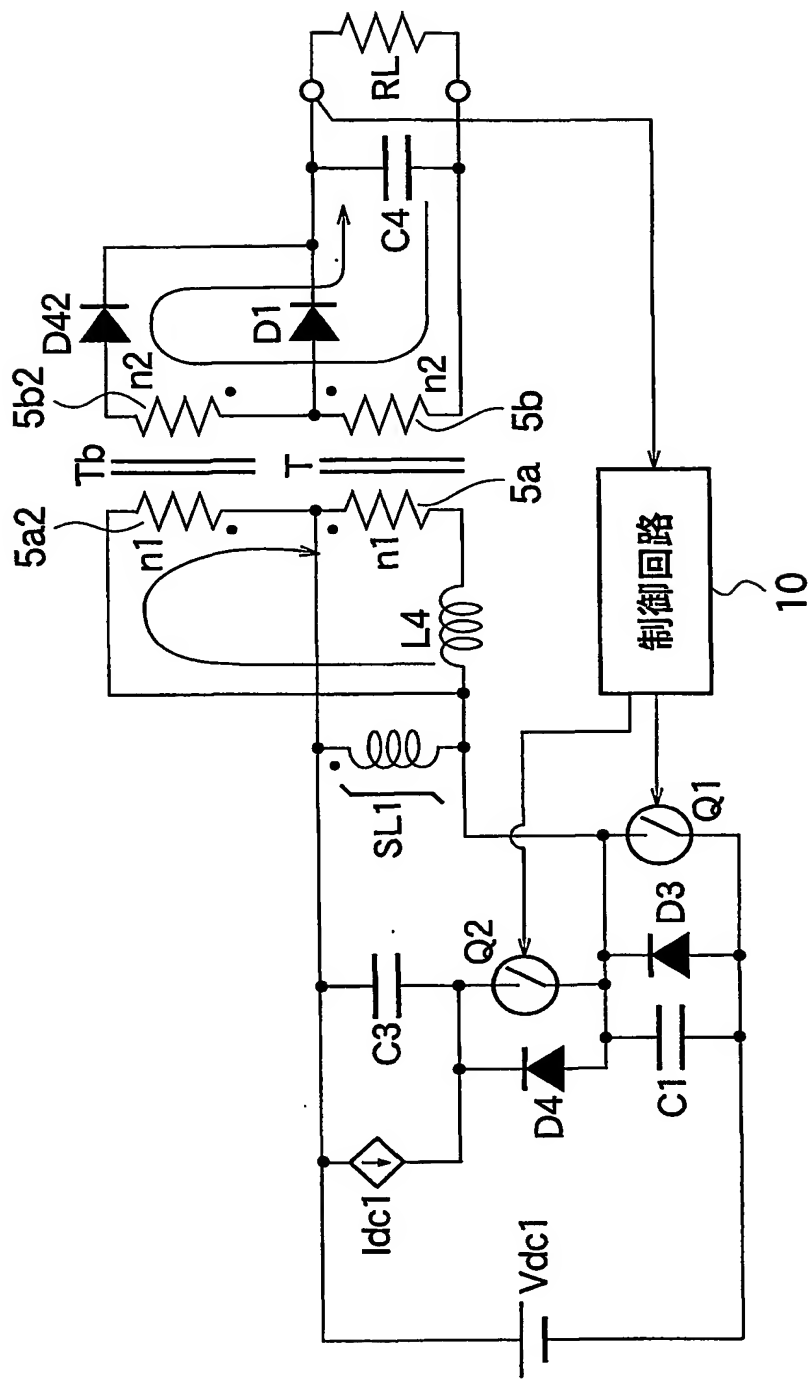 Vdc1
Idc1
C3
D4
Q2
C1
D3
Q1
SL1
L4
5a2
n1
n1
5a
Tb
T
5b2
n2
n2
5b
D42
D1
C4
RL
制御回路
10